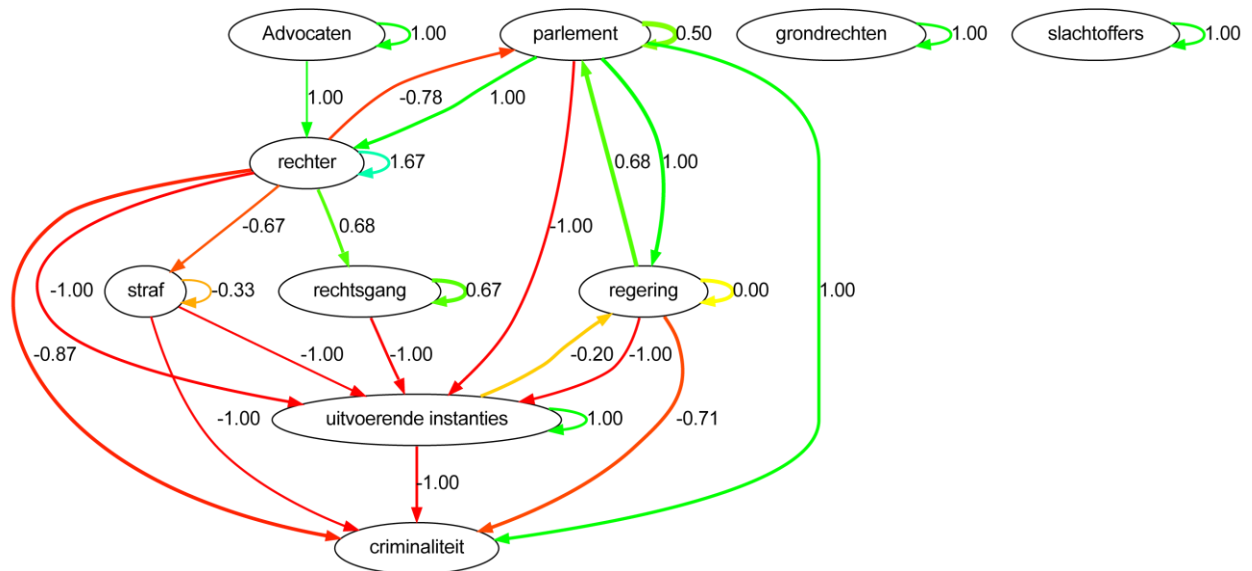 Advocaten
1.00
parlement
0.50
grondrechten
1.00
slachtoffers
1.00
1.00
-0.78
1.00
rechter
1.67
0.68
1.00
-0.67
0.68
-1.00
straf
-0.33
rechtsgang
0.67
regering
0.00
-1.00
1.00
-0.87
-1.00
-1.00
-0.20
-1.00
uitvoerende instanties
1.00
-1.00
-0.71
-1.00
criminaliteit